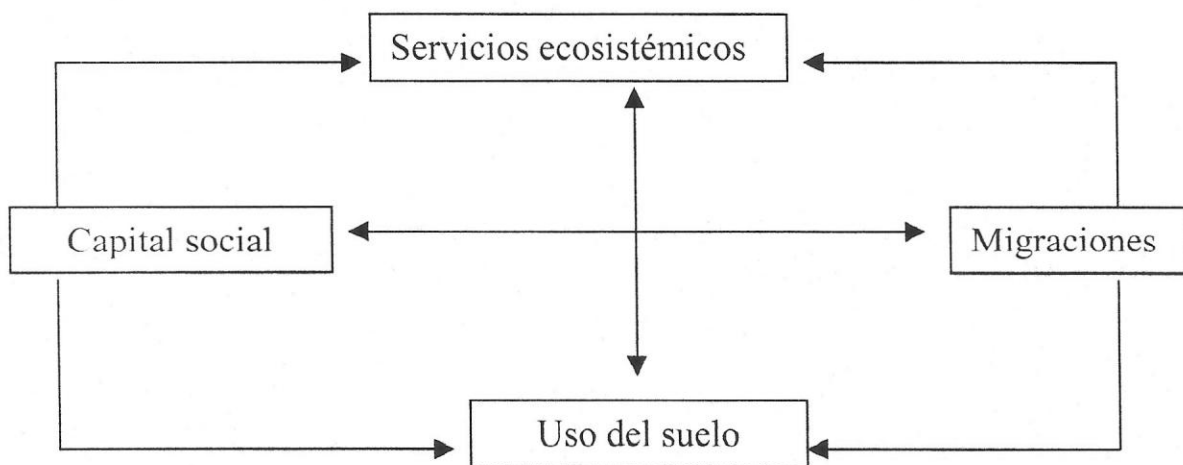 Servicios ecosistémicos
Capital social
Migraciones
Uso del suelo